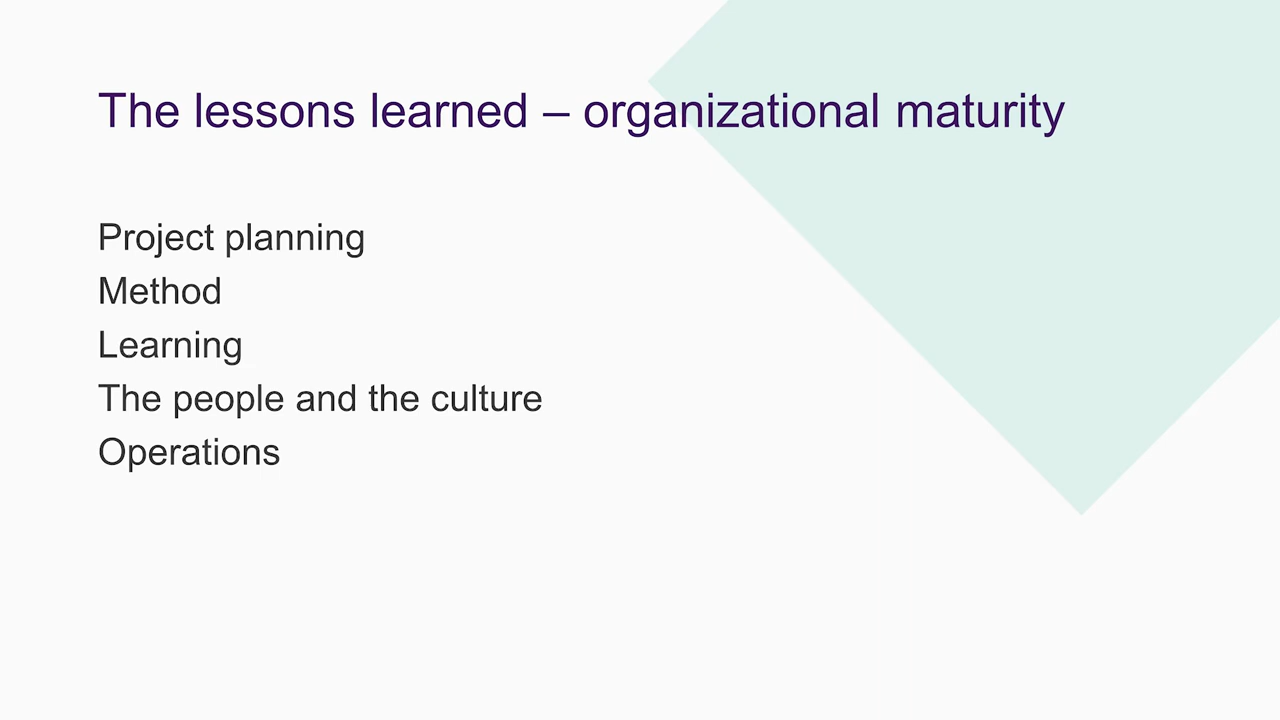 The lessons learned – organizational maturity
Project planning
Method
Learning
The people and the culture
Operations